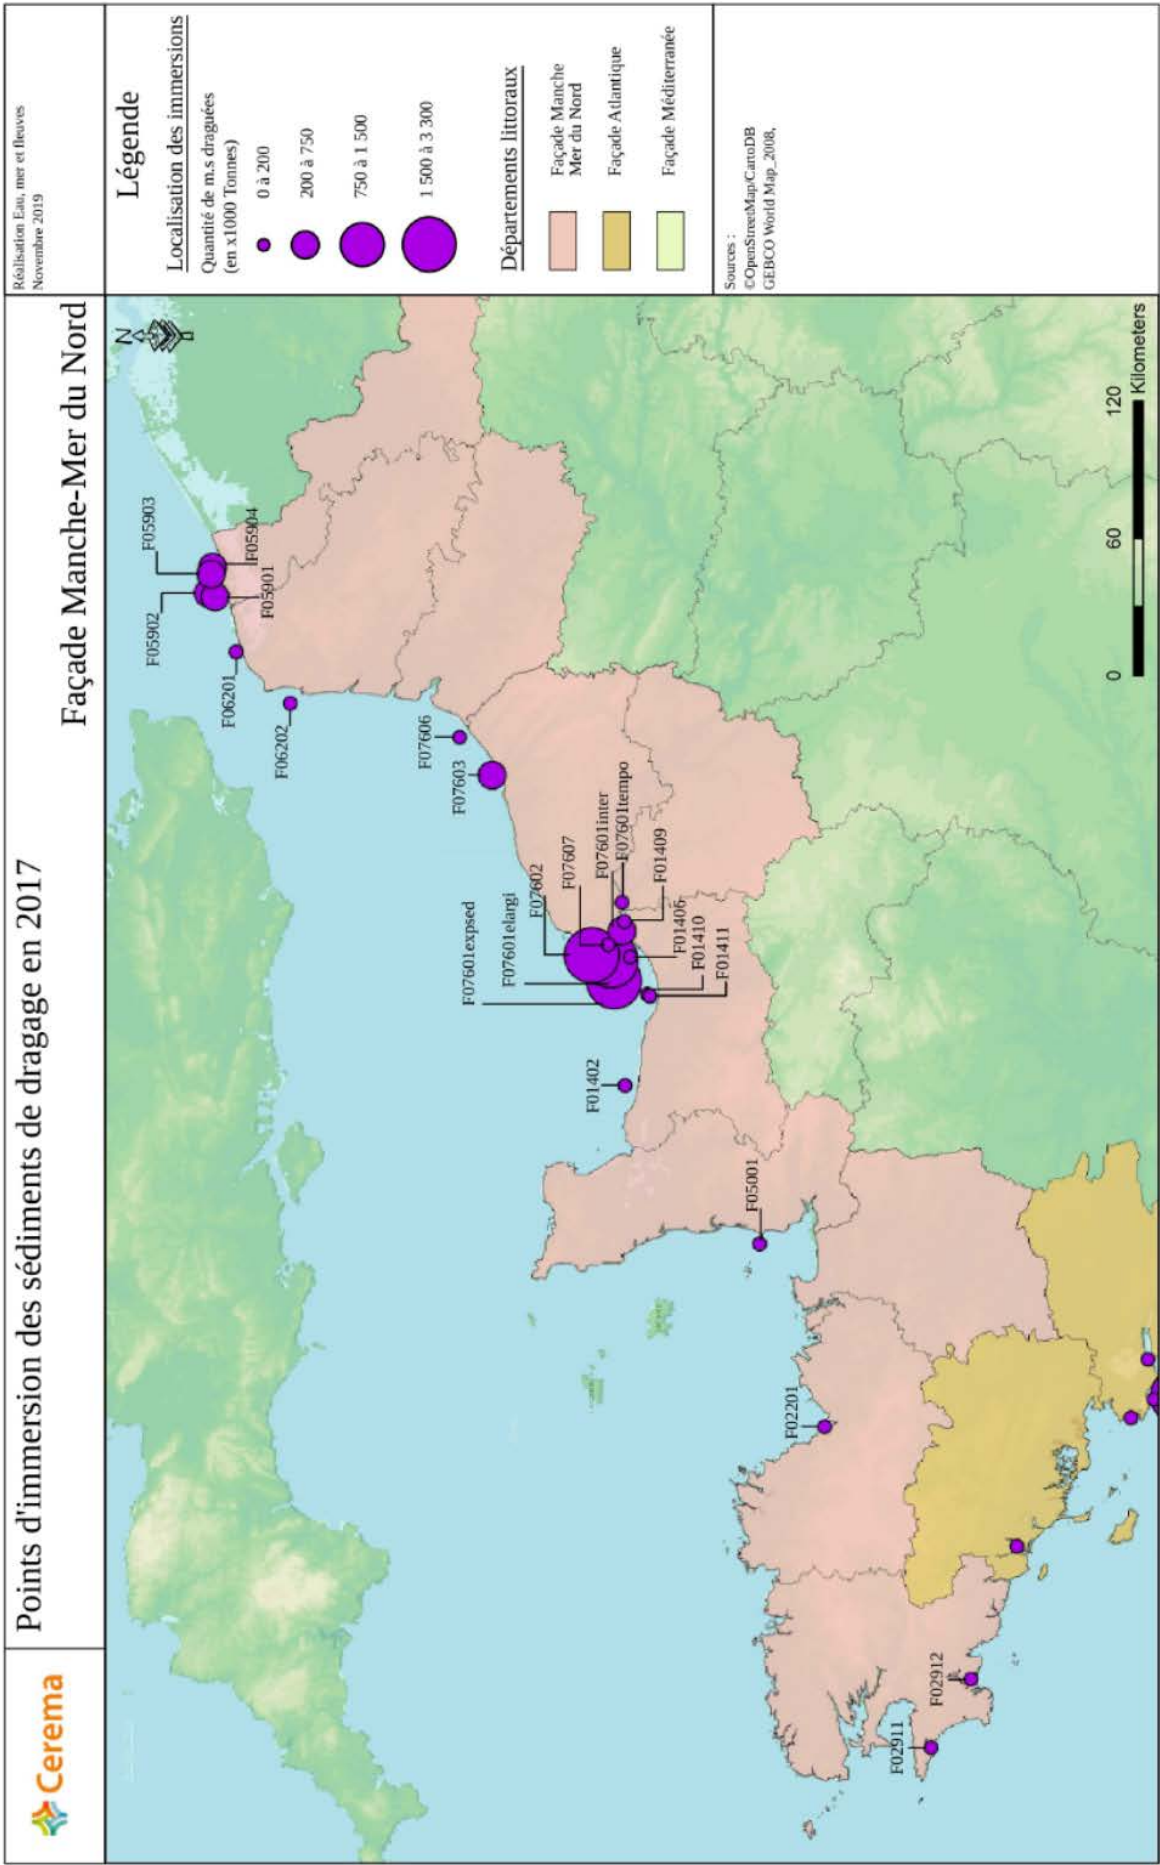 Cerema
Points d'immersion des sédiments de dragage en 2017
Façade Manche-Mer du Nord
Réalisation Eau, mer et fleuves
Novembre 2019
Légende
Localisation des immersions
Quantité de m.s draguées
(en x1000 Tonnes)
0 à 200
200 à 750
750 à 1 500
1 500 à 3 300
Départements littoraux
Façade Manche
Mer du Nord
Façade Atlantique
Façade Méditerranée
Sources :
©OpenStreetMap/CartoDB
GEBCO World Map_2008,
N
F05903
F05902
F05904
F05901
F06201
F06202
F07606
F07603
F07601expsed
F07601elargi
F07602
F07607
F07601inter
F07601tempo
F01409
F01406
F01410
F01411
F01402
F05001
F02201
F02912
F02911
0 60 120
Kilometers